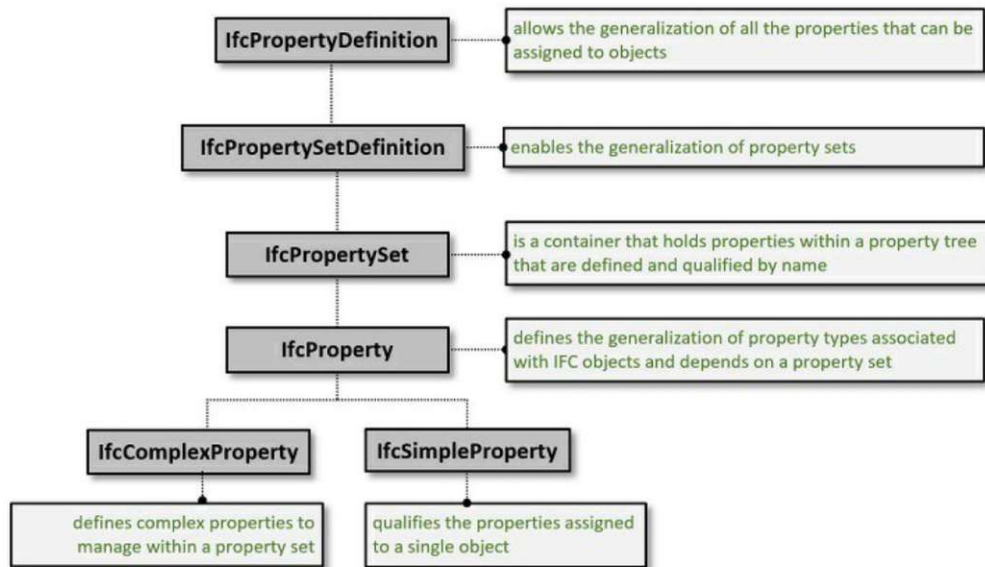 IfcPropertyDefinition
allows the generalization of all the properties that can be
assigned to objects
IfcPropertySetDefinition
enables the generalization of property sets
IfcPropertySet
is a container that holds properties within a property tree
that are defined and qualified by name
IfcProperty
defines the generalization of property types associated
with IFC objects and depends on a property set
IfcComplexProperty
IfcSimpleProperty
defines complex properties to
manage within a property set
qualifies the properties assigned
to a single object